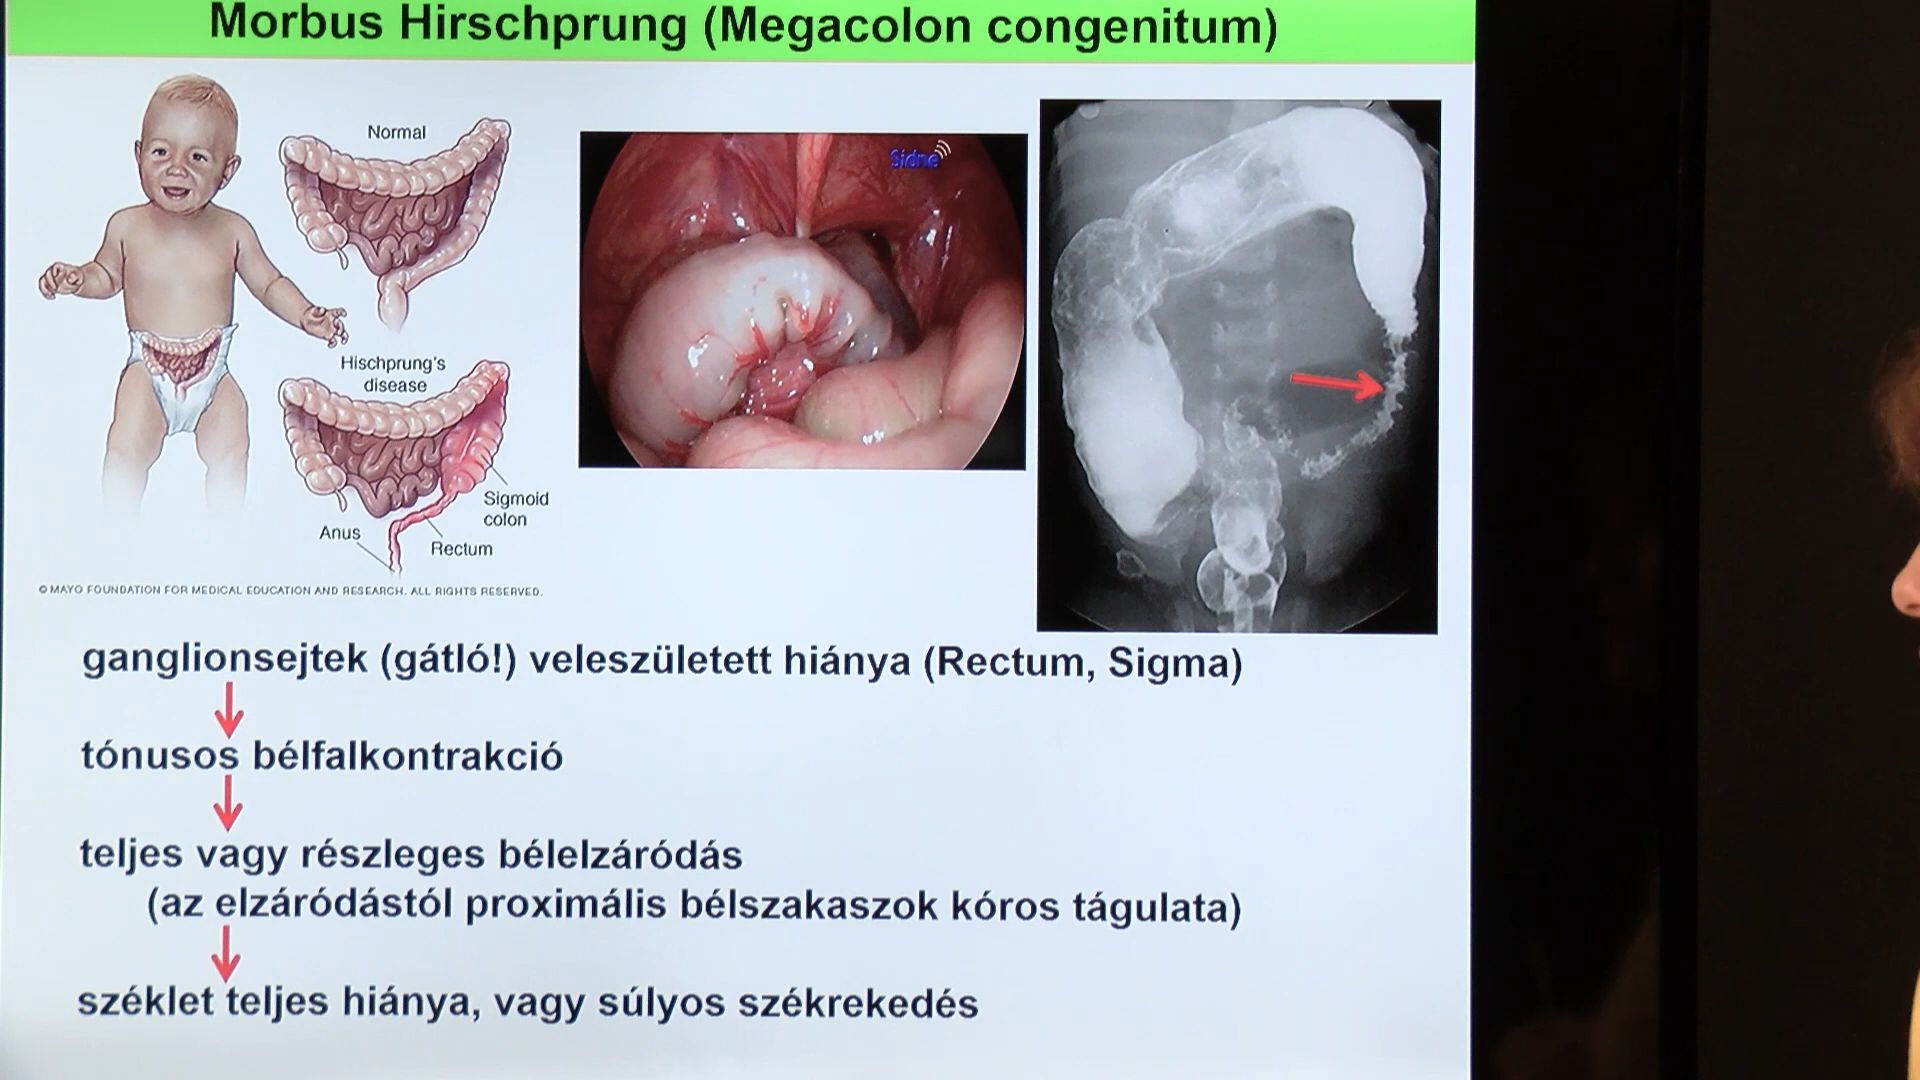 Morbus Hirschprung (Megacolon congenitum)
Normal
Hischprung's
disease
Sigmoid
colon
Anus
Rectum
© MAYO FOUNDATION FOR MEDICAL EDUCATION AND RESEARCH. ALL RIGHTS RESERVED.
Sidne
ganglionsejtek (gátló!) veleszületett hiánya (Rectum, Sigma)
tónusos bélfalkontrakció
teljes vagy részleges bélelzáródás
(az elzáródástól proximális bélszakaszok kóros tágulata)
széklet teljes hiánya, vagy súlyos székrekedés